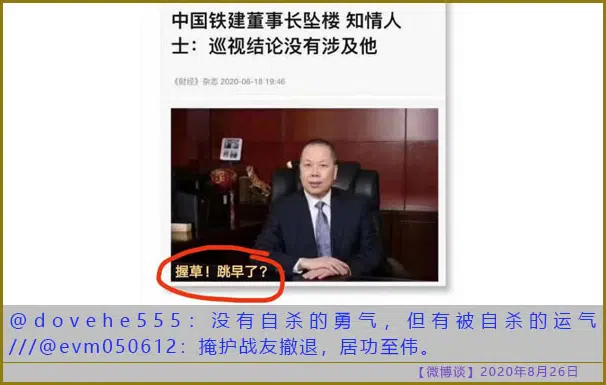 中国铁建董事长坠楼 知情人
士：巡视结论没有涉及他
《财经》杂志 2020-08-18 19:46
握草！跳早了？
@dovehe555：没有自杀的勇气，但有被自杀的运气
///@evm050612：掩护战友撤退，居功至伟。
【微博谈】2020年8月26日